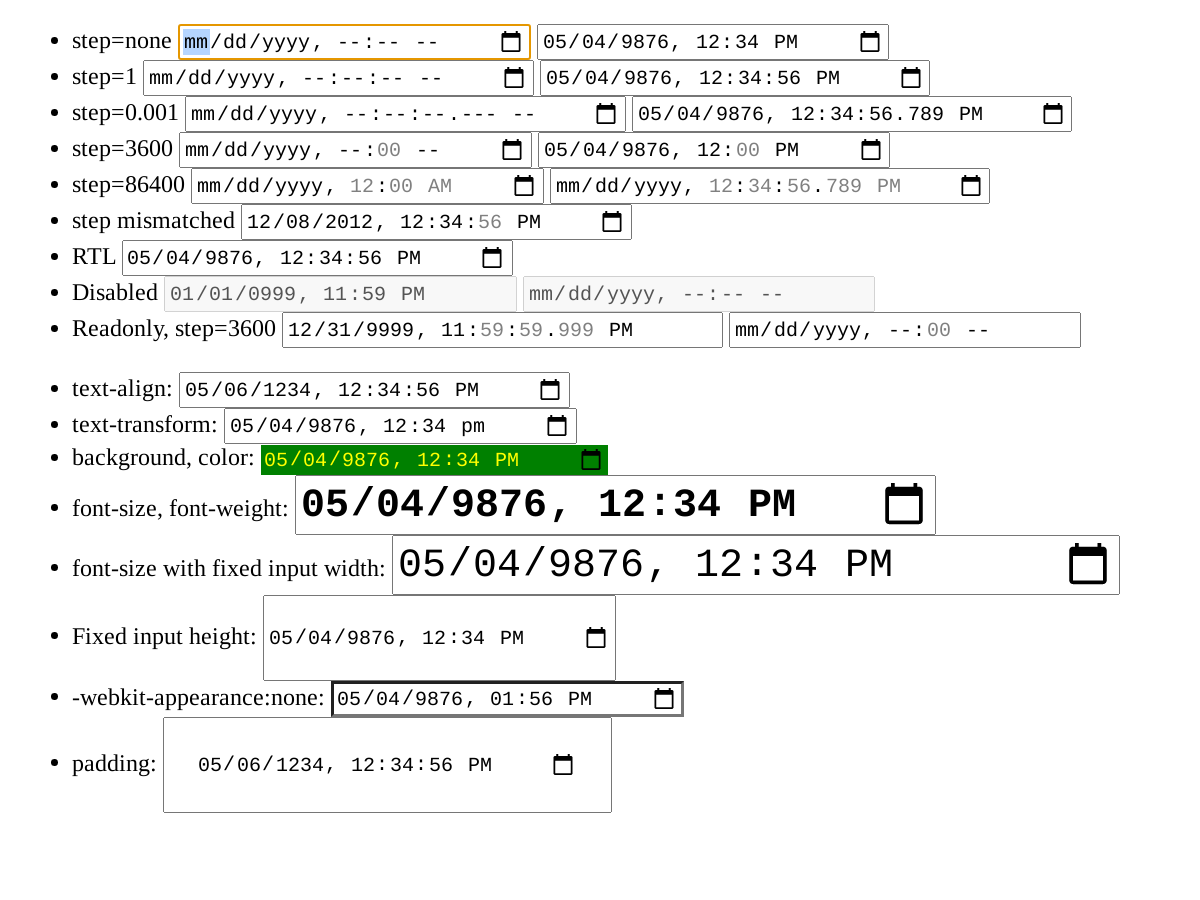 step=none mm/dd/yyyy, --:-- -- 05/04/9876, 12:34 PM
step=1 mm/dd/yyyy, --:--:-- -- 05/04/9876, 12:34:56 PM
step=0.001 mm/dd/yyyy, --:--:--.--- -- 05/04/9876, 12:34:56.789 PM
step=3600 mm/dd/yyyy, --:00 -- 05/04/9876, 12:00 PM
step=86400 mm/dd/yyyy, 12:00 AM mm/dd/yyyy, 12:34:56.789 PM
step mismatched 12/08/2012, 12:34:56 PM
RTL 05/04/9876, 12:34:56 PM
Disabled 01/01/0999, 11:59 PM mm/dd/yyyy, --:-- --
Readonly, step=3600 12/31/9999, 11:59:59.999 PM mm/dd/yyyy, --:00 --
text-align: 05/06/1234, 12:34:56 PM
text-transform: 05/04/9876, 12:34 pm
background, color: 05/04/9876, 12:34 PM
font-size, font-weight: 05/04/9876, 12:34 PM
font-size with fixed input width: 05/04/9876, 12:34 PM
Fixed input height: 05/04/9876, 12:34 PM
-webkit-appearance:none: 05/04/9876, 01:56 PM
padding: 05/06/1234, 12:34:56 PM